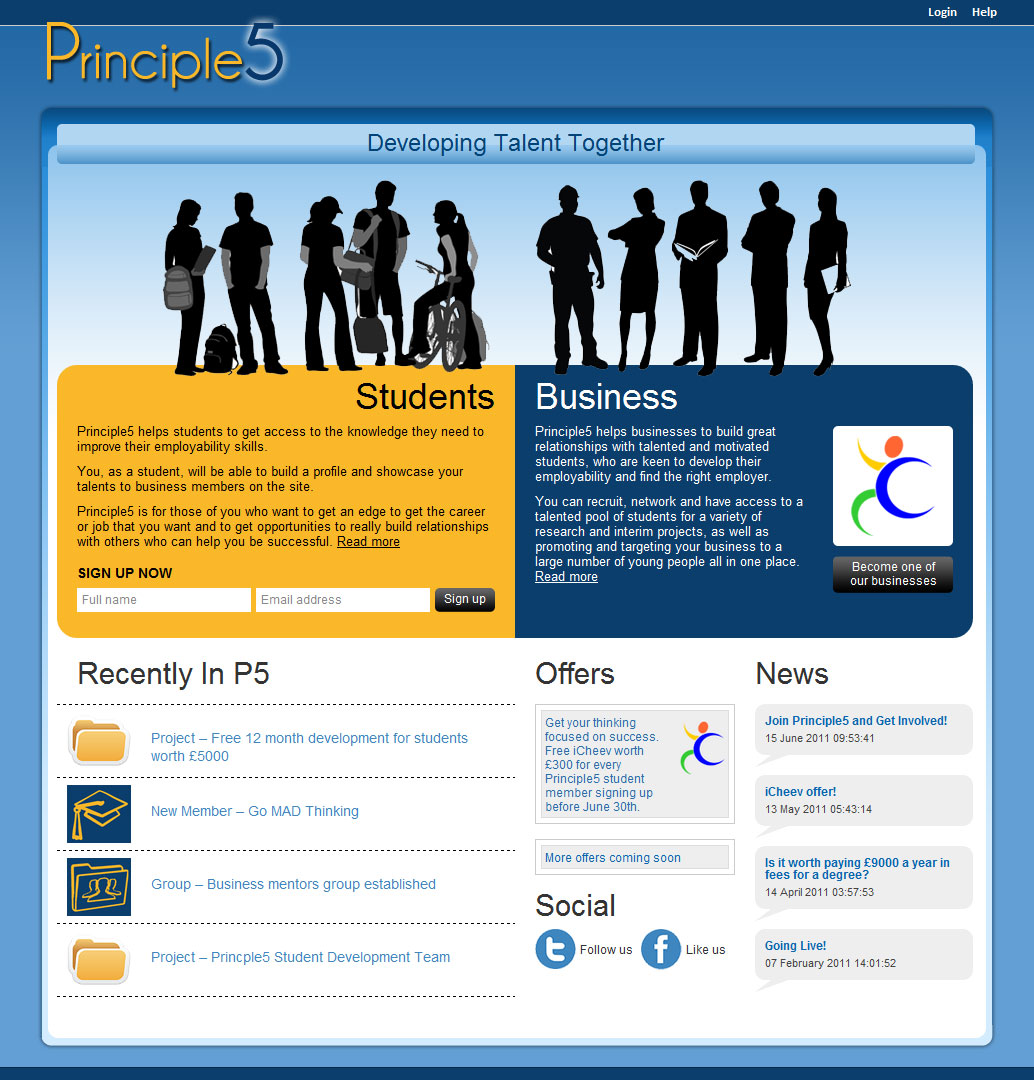 Login Help
Principle5
Developing Talent Together
Students
Principle5 helps students to get access to the knowledge they need to
improve their employability skills.
You, as a student, will be able to build a profile and showcase your
talents to business members on the site.
Principle5 is for those of you who want to get an edge to get the career
or job that you want and to get opportunities to really build relationships
with others who can help you be successful. Read more
SIGN UP NOW
Full name Email address Sign up
Business
Principle5 helps businesses to build great
relationships with talented and motivated
students, who are keen to develop their
employability and find the right employer.
You can recruit, network and have access to a
talented pool of students for a variety of
research and interim projects, as well as
promoting and targeting your business to a
large number of young people all in one place.
Read more
Become one of
our businesses
Recently In P5
Project – Free 12 month development for students
worth £5000
New Member – Go MAD Thinking
Group – Business mentors group established
Project – Princple5 Student Development Team
Offers
Get your thinking
focused on success.
Free iCheev worth
£300 for every
Principle5 student
member signing up
before June 30th.
More offers coming soon
Social
Follow us Like us
News
Join Principle5 and Get Involved!
15 June 2011 09:53:41
iCheev offer!
13 May 2011 05:43:14
Is it worth paying £9000 a year in
fees for a degree?
14 April 2011 03:57:53
Going Live!
07 February 2011 14:01:52